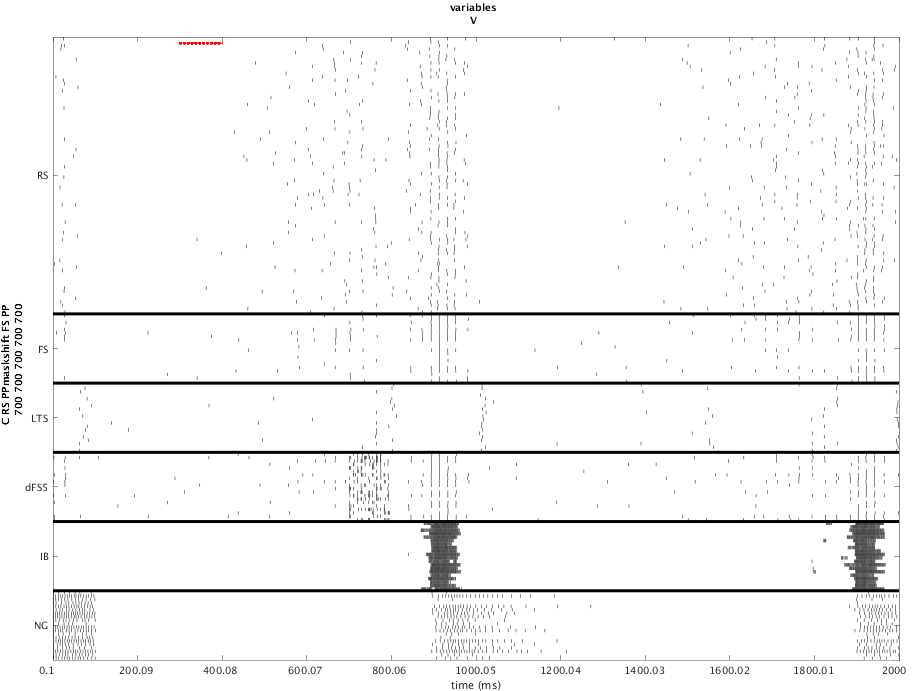 variables
V
C RS PPmaskshift FS PP
700 700 700 700 700 700
RS
FS
LTS
dFS5
IB
NG
0.1 200.09 400.08 600.07 800.06 1000.05 1200.04 1400.03 1600.02 1800.01 2000
time (ms)